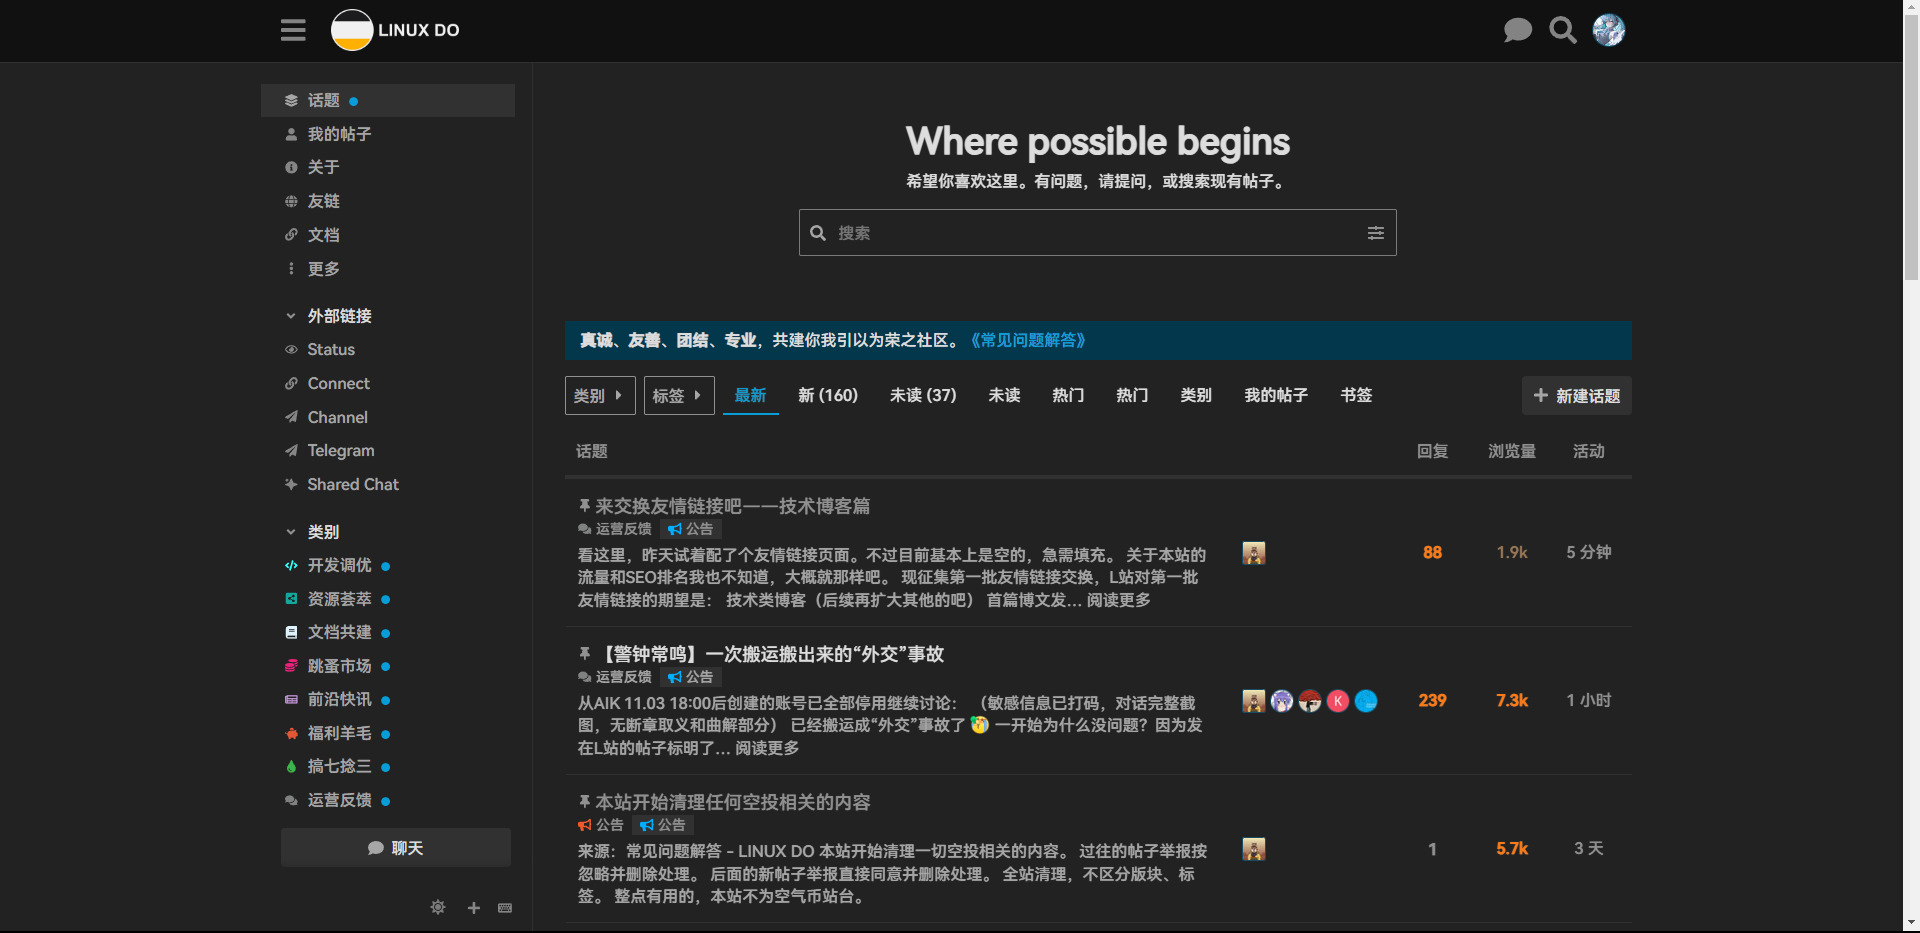 LINUX DO
话题
我的帖子
关于
友链
文档
更多
外部链接
Status
Connect
Channel
Telegram
Shared Chat
类别
开发调优
资源荟萃
文档共建
跳蚤市场
前沿快讯
福利羊毛
搞七捻三
运营反馈
聊天
Where possible begins
希望你喜欢这里。有问题，请提问，或搜索现有帖子。
搜索
真诚、友善、团结、专业，共建你我引以为荣之社区。《常见问题解答》
类别 标签 最新 新 (160) 未读 (37) 未读 热门 热门 类别 我的帖子 书签 新建话题
话题 回复 浏览量 活动
来交换友情链接吧——技术博客篇
运营反馈 公告
看这里，昨天试着配了个友情链接页面。不过目前基本上是空的，急需填充。 关于本站的
流量和SEO排名我也不知道，大概就那样吧。 现征集第一批友情链接交换，L站对第一批
友情链接的期望是： 技术类博客（后续再扩大其他的吧） 首篇博文发… 阅读更多
88 1.9k 5 分钟
【警钟常鸣】一次搬运搬出来的“外交”事故
运营反馈 公告
从AIK 11.03 18:00后创建的账号已全部停用继续讨论： （敏感信息已打码，对话完整截
图，无断章取义和曲解部分） 已经搬运成“外交”事故了 一开始为什么没问题？因为发
在L站的帖子标明了… 阅读更多
K
239 7.3k 1 小时
本站开始清理任何空投相关的内容
公告 公告
来源：常见问题解答 - LINUX DO 本站开始清理一切空投相关的内容。 过往的帖子举报按
忽略并删除处理。 后面的新帖子举报直接同意并删除处理。 全站清理，不区分版块、标
签。 整点有用的，本站不为空气币站台。
1 5.7k 3 天